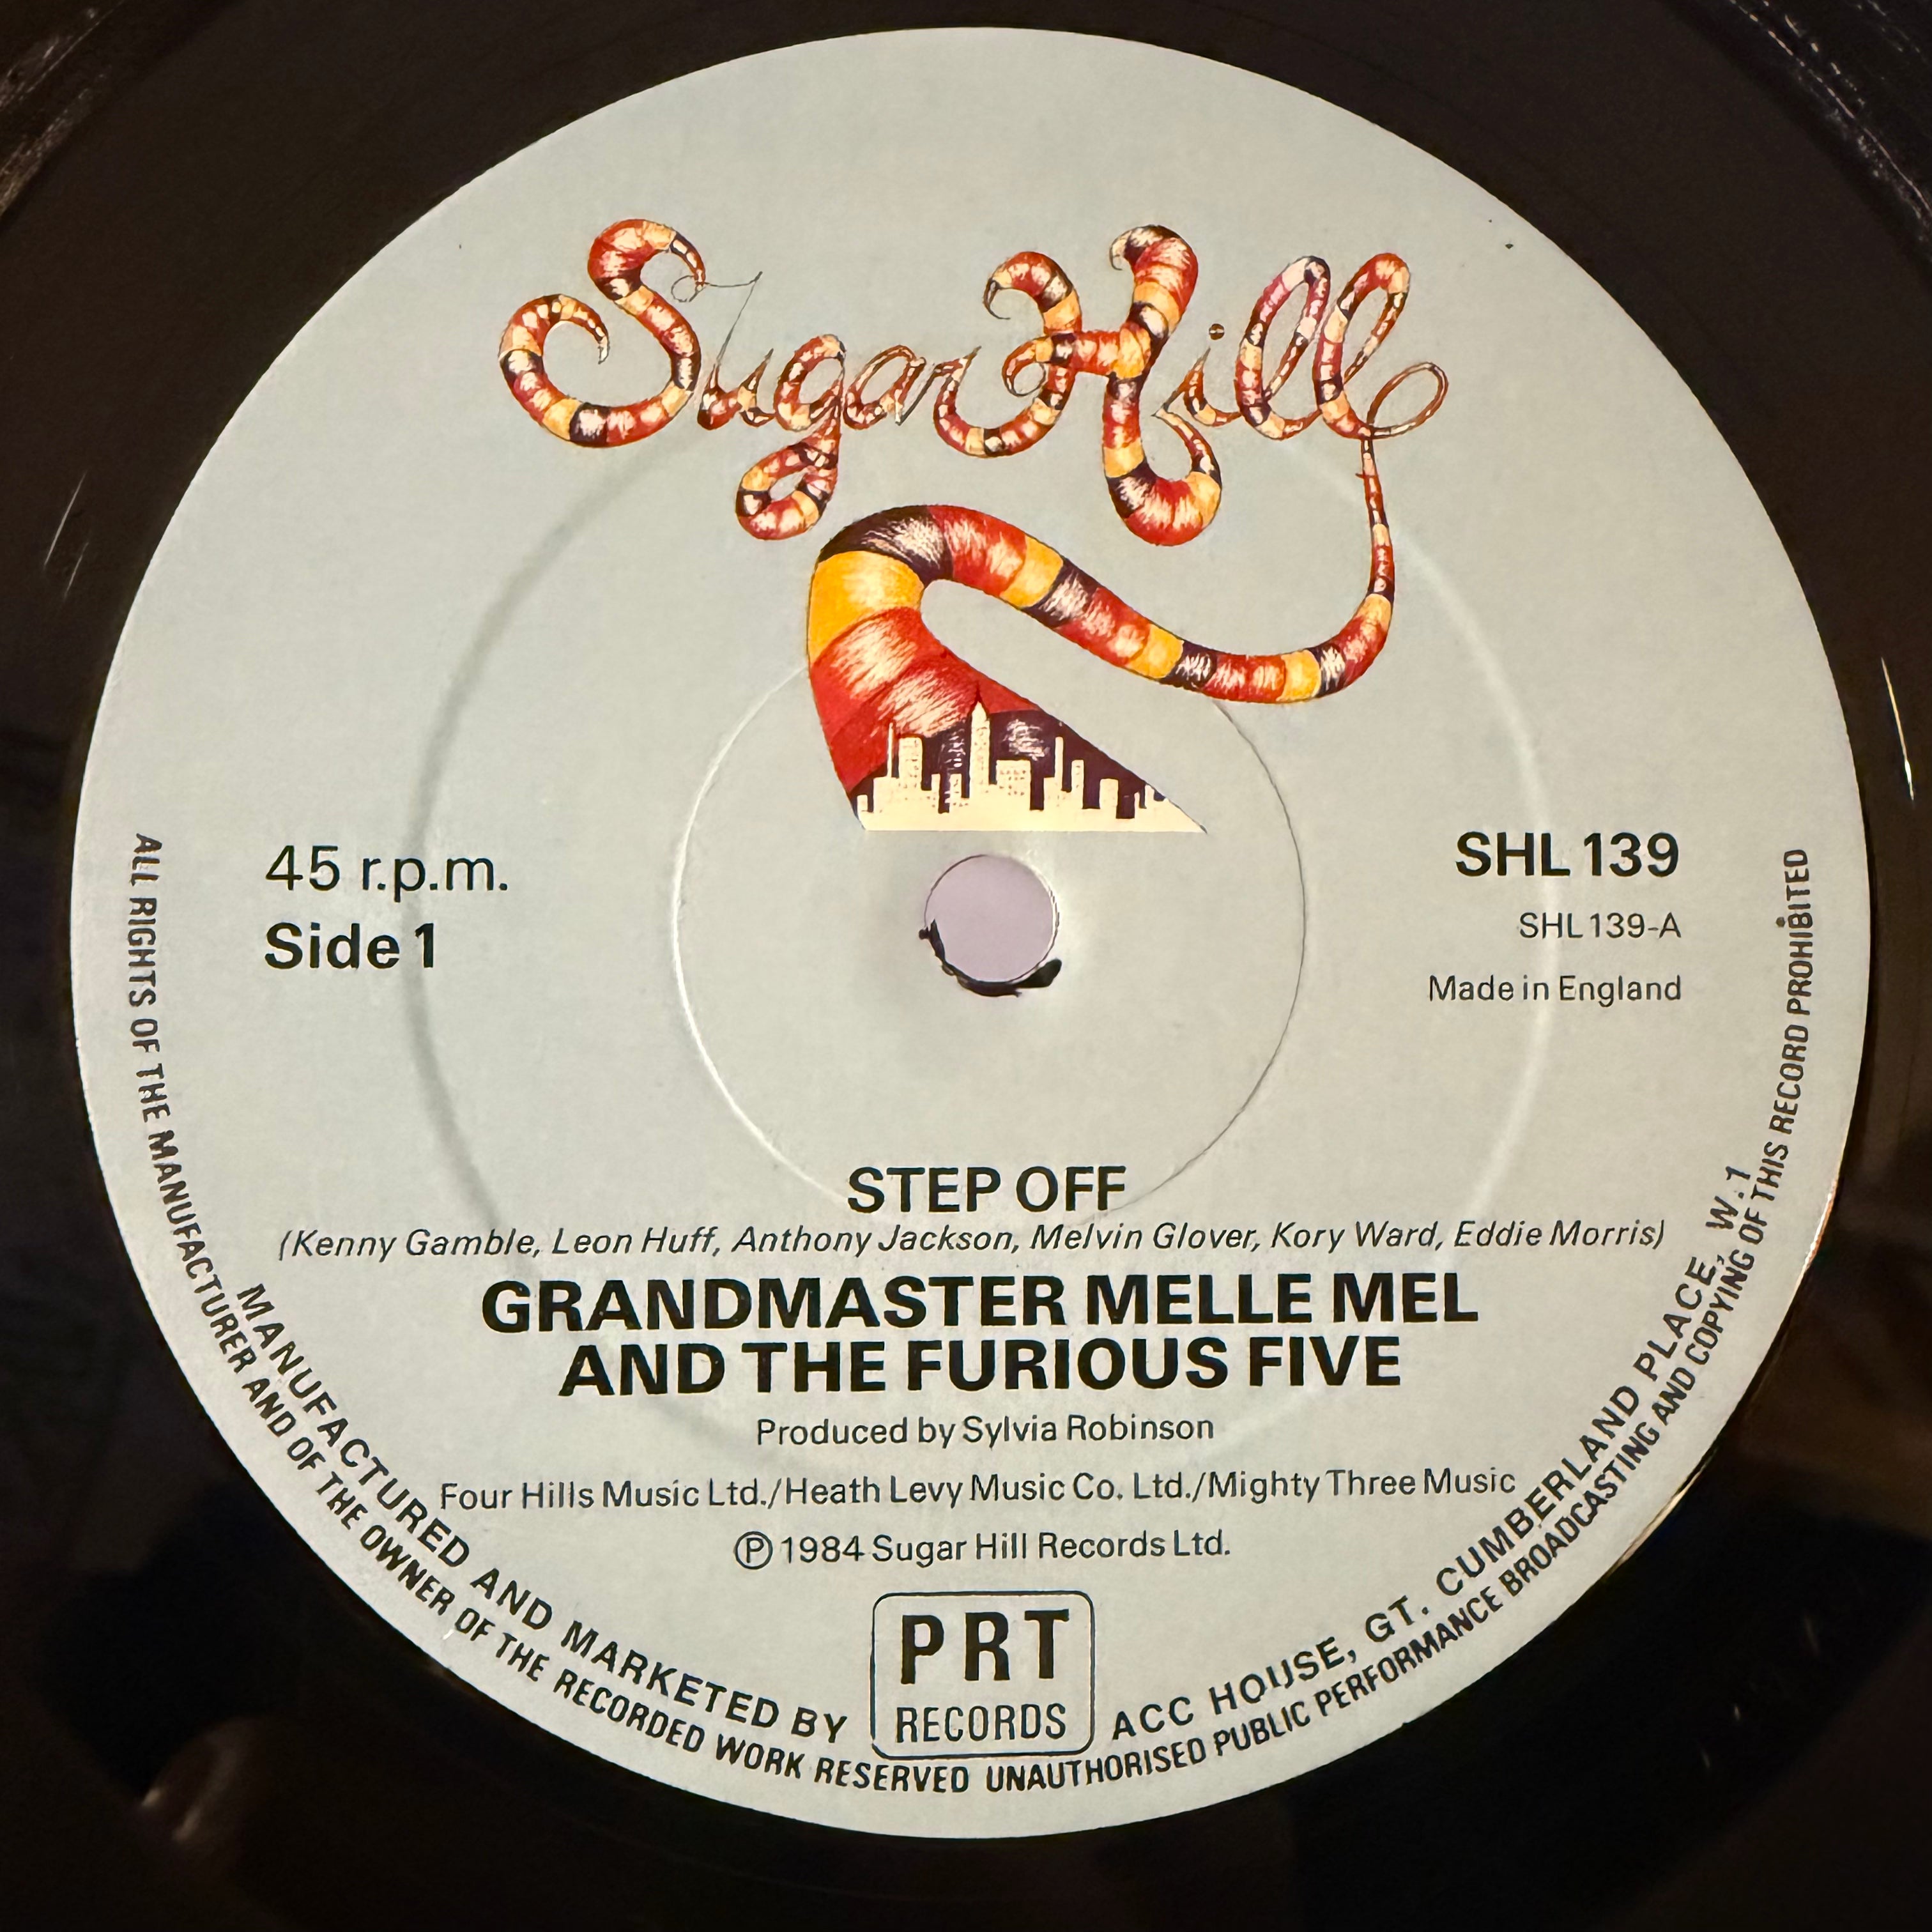 Sugar Hill
45 r.p.m.
Side 1
SHL 139
SHL 139-A
Made in England
STEP OFF
(Kenny Gamble, Leon Huff, Anthony Jackson, Melvin Glover, Kory Ward, Eddie Morris)
GRANDMASTER MELLE MEL
AND THE FURIOUS FIVE
Produced by Sylvia Robinson
Four Hills Music Ltd./Heath Levy Music Co. Ltd./Mighty Three Music
Ⓟ 1984 Sugar Hill Records Ltd.
MANUFACTURED AND MARKETED BY PRT RECORDS ACC HOUSE, GT. CUMBERLAND PLACE, W.1
ALL RIGHTS OF THE MANUFACTURER AND OF THE OWNER OF THE RECORDED WORK RESERVED UNAUTHORISED PUBLIC PERFORMANCE BROADCASTING AND COPYING OF THIS RECORD PROHIBITED